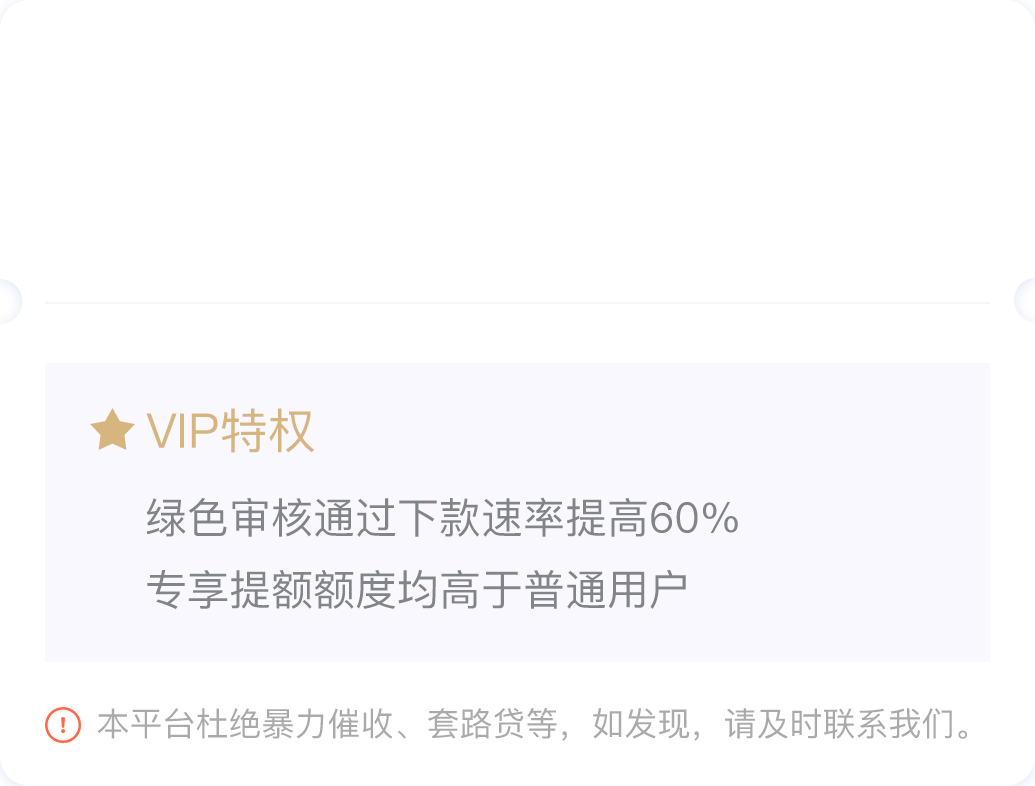 VIP特权
绿色审核通过下款速率提高60%
专享提额额度均高于普通用户
本平台杜绝暴力催收、套路贷等，如发现，请及时联系我们。